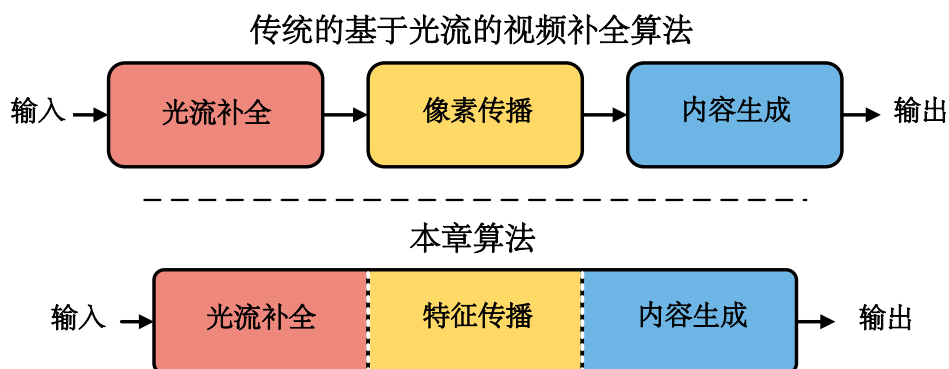 传统的基于光流的视频补全算法
输入 光流补全 像素传播 内容生成 输出
本章算法
输入 光流补全 特征传播 内容生成 输出